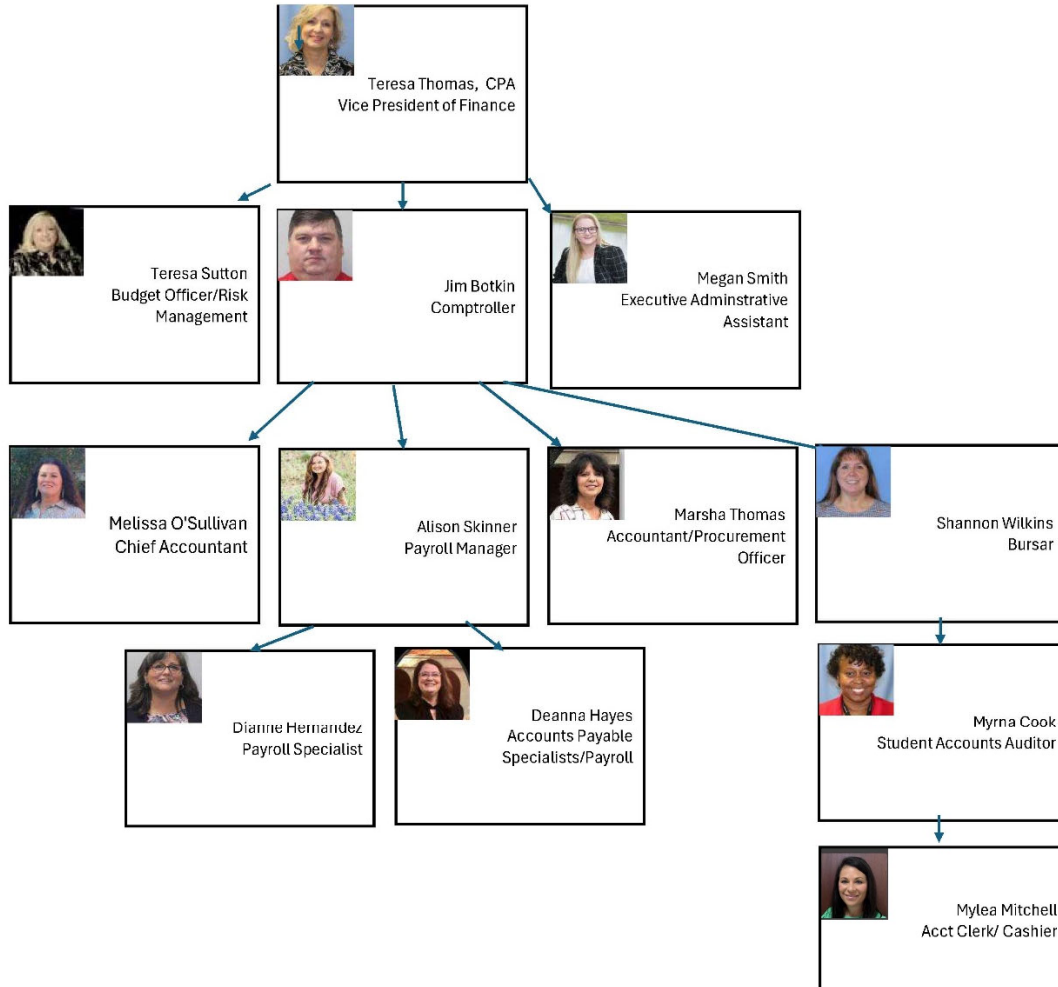 Teresa Thomas, CPA
Vice President of Finance
Teresa Sutton
Budget Officer/Risk
Management
Jim Botkin
Comptroller
Megan Smith
Executive Adminstrative
Assistant
Melissa O'Sullivan
Chief Accountant
Alison Skinner
Payroll Manager
Marsha Thomas
Accountant/Procurement
Officer
Shannon Wilkins
Bursar
Dianne Hernandez
Payroll Specialist
Deanna Hayes
Accounts Payable
Specialists/Payroll
Myrna Cook
Student Accounts Auditor
Mylea Mitchell
Acct Clerk/ Cashier